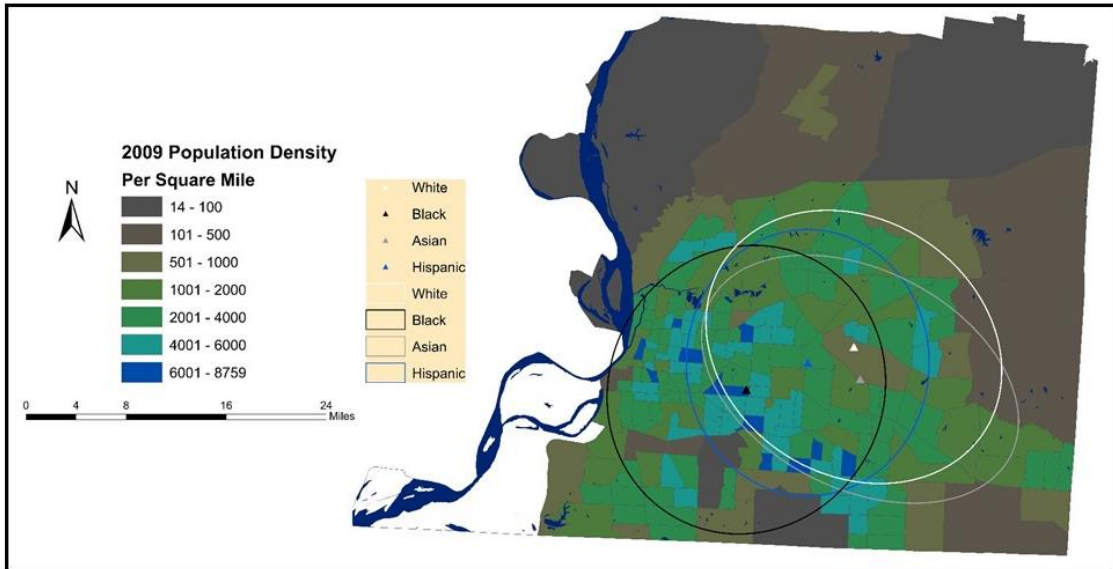 2009 Population Density
Per Square Mile
N
14 - 100
101 - 500
501 - 1000
1001 - 2000
2001 - 4000
4001 - 6000
6001 - 8759
0 4 8 16 24
Miles
White
Black
Asian
Hispanic
White
Black
Asian
Hispanic